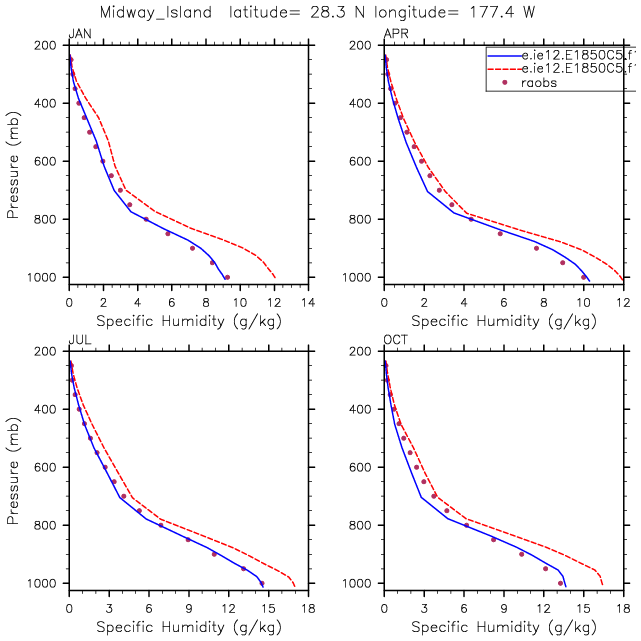 Midway_Island latitude= 28.3 N longitude= 177.4 W
JAN
200
400
600
800
1000
Pressure (mb)
0 2 4 6 8 10 12 14
Specific Humidity (g/kg)
APR
e.ie12.E1850C5.f1
e.ie12.E1850C5.f1
raobs
200
400
600
800
1000
0 2 4 6 8 10 12
Specific Humidity (g/kg)
JUL
200
400
600
800
1000
Pressure (mb)
0 3 6 9 12 15 18
Specific Humidity (g/kg)
OCT
200
400
600
800
1000
0 3 6 9 12 15 18
Specific Humidity (g/kg)